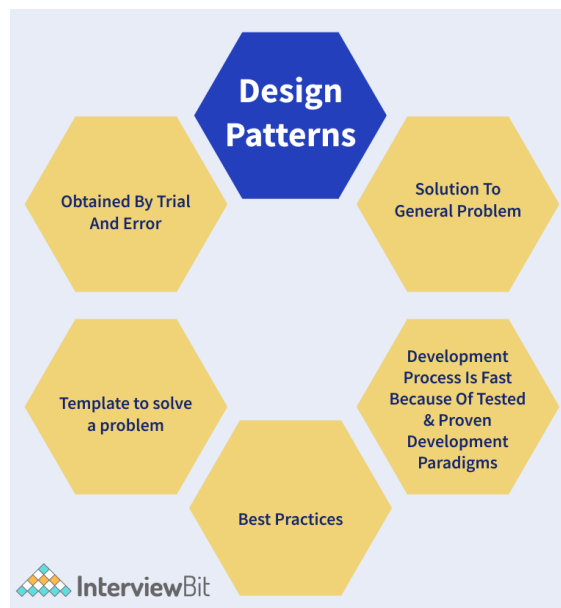 Design
Patterns
Obtained By Trial
And Error
Solution To
General Problem
Template to solve
a problem
Development
Process Is Fast
Because Of Tested
& Proven
Development
Paradigms
Best Practices
InterviewBit